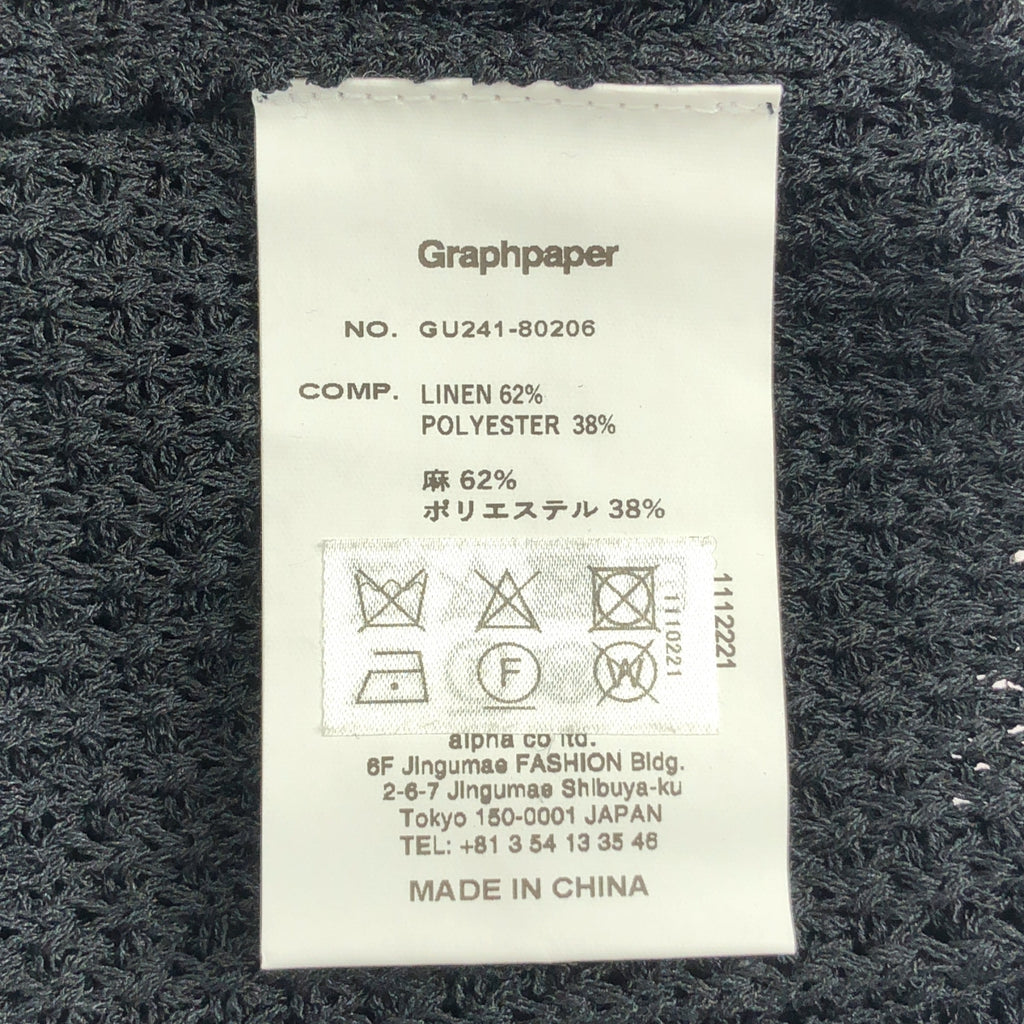 Graphpaper
NO. GU241-80206
COMP. LINEN 62%
POLYESTER 38%
麻 62%
ポリエステル 38%
1112221
1110221
F
W
alpha co ltd.
6F Jingumae FASHION Bldg.
2-6-7 Jingumae Shibuya-ku
Tokyo 150-0001 JAPAN
TEL: +81 3 54 13 35 46
MADE IN CHINA